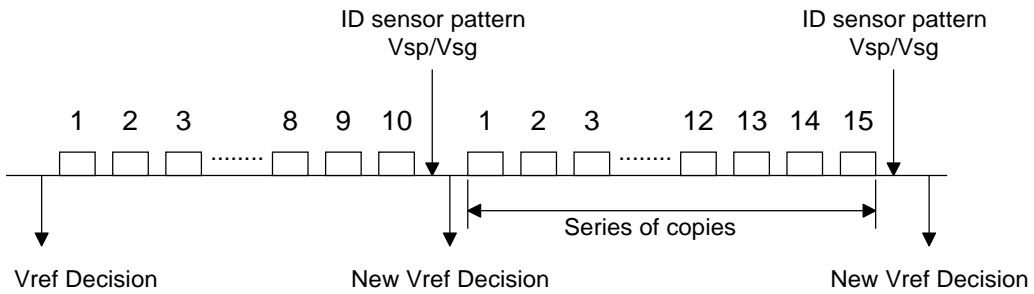 ID sensor pattern
Vsp/Vsg
ID sensor pattern
Vsp/Vsg
1 2 3 ........ 8 9 10 1 2 3 ........ 12 13 14 15
Series of copies
Vref Decision New Vref Decision New Vref Decision